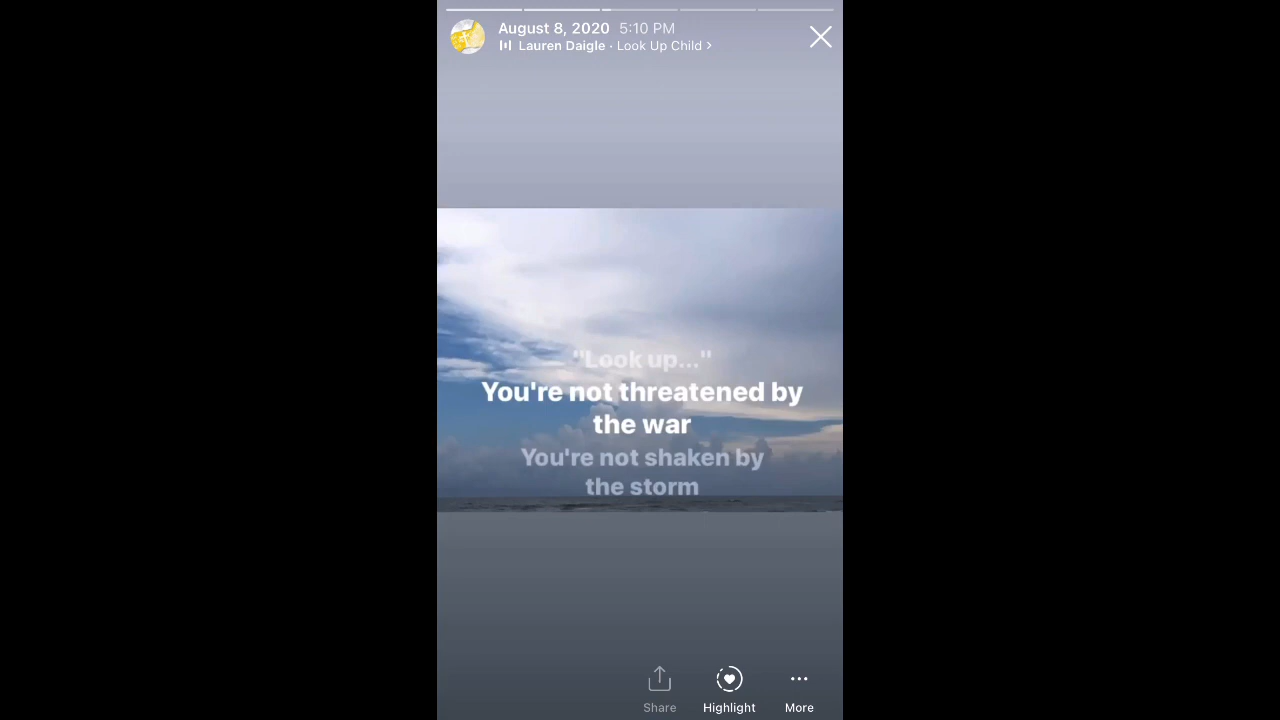 August 8, 2020 5:10 PM
Lauren Daigle · Look Up Child >
"Look up..."
You're not threatened by
the war
You're not shaken by
the storm
Share
Highlight
More